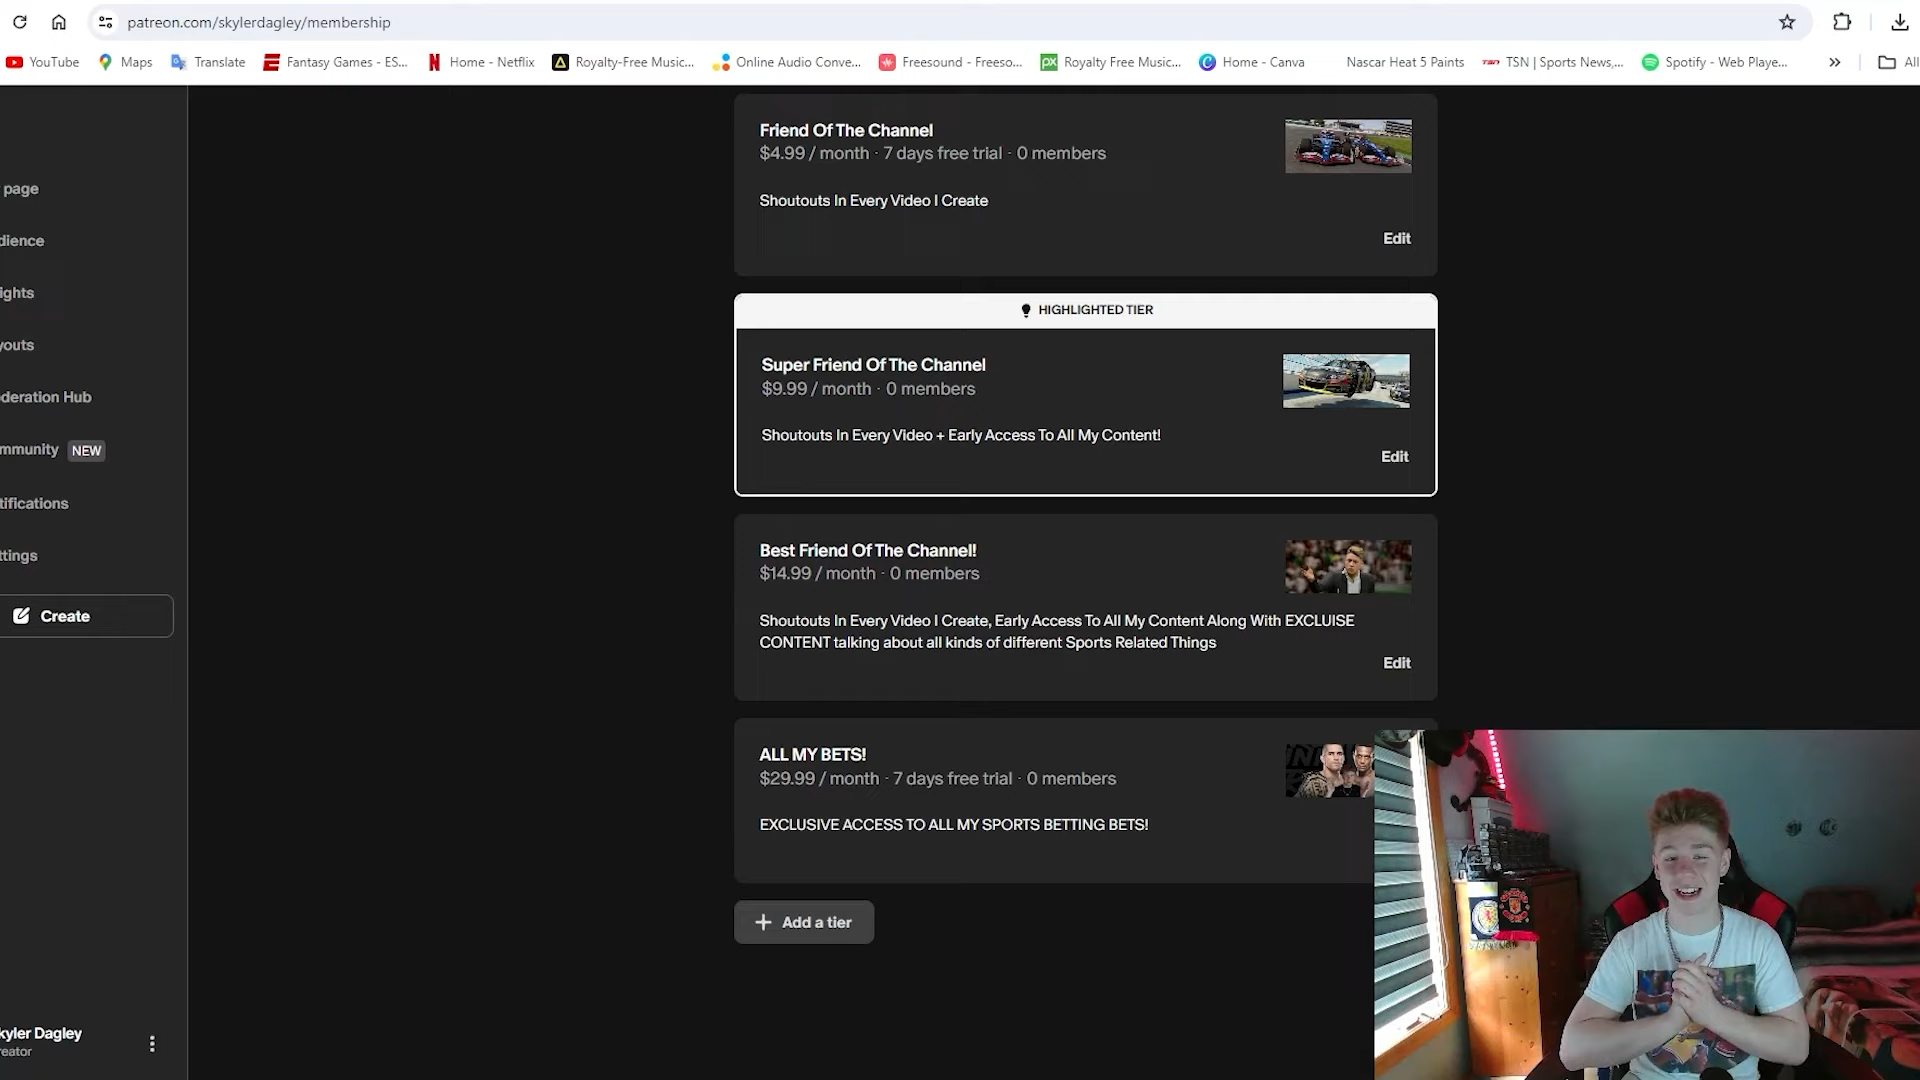 patreon.com/skylerdagley/membership
YouTube Maps Translate Fantasy Games - ES... Home - Netflix Royalty-Free Music... Online Audio Conve... Freesound - Freeso... Royalty Free Music... Home - Canva Nascar Heat 5 Paints TSN | Sports News,... Spotify - Web Playe... » All
Friend Of The Channel
$4.99 / month · 7 days free trial · 0 members
Shoutouts In Every Video I Create
Edit
HIGHLIGHTED TIER
Super Friend Of The Channel
$9.99 / month · 0 members
Shoutouts In Every Video + Early Access To All My Content!
Edit
Best Friend Of The Channel!
$14.99 / month · 0 members
Shoutouts In Every Video I Create, Early Access To All My Content Along With EXCLUISE
CONTENT talking about all kinds of different Sports Related Things
Edit
ALL MY BETS!
$29.99 / month · 7 days free trial · 0 members
EXCLUSIVE ACCESS TO ALL MY SPORTS BETTING BETS!
+ Add a tier
page
dience
ights
youts
deration Hub
mmunity NEW
tifications
ttings
Create
kyler Dagley
reator